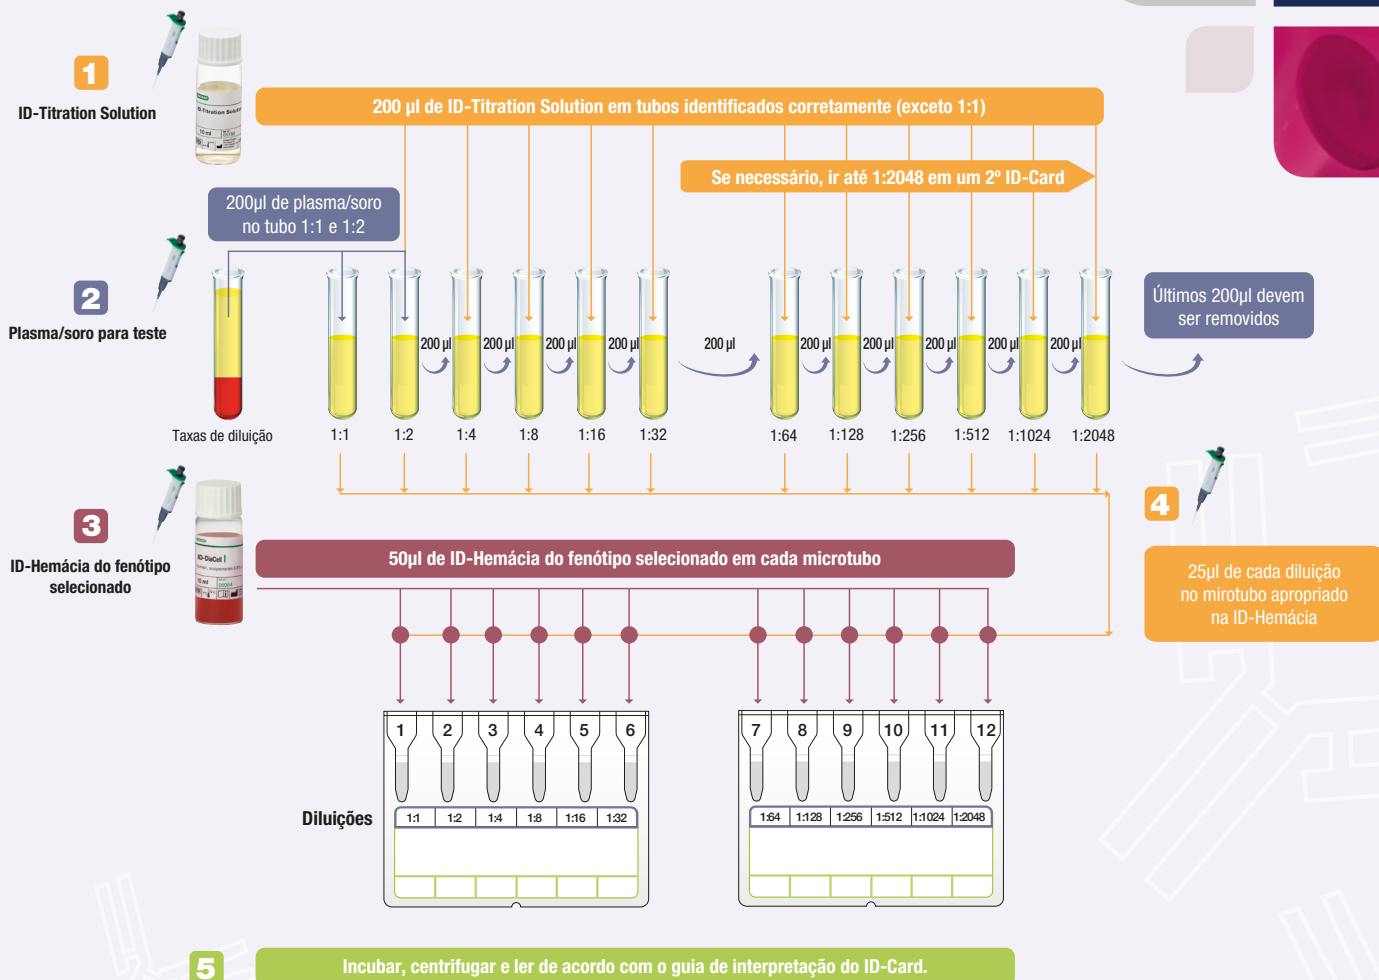 1
ID-Titration Solution
ID-Titration Solution
10 ml
200 µl de ID-Titration Solution em tubos identificados corretamente (exceto 1:1)
Se necessário, ir até 1:2048 em um 2º ID-Card
200µl de plasma/soro
no tubo 1:1 e 1:2
2
Plasma/soro para teste
200 µl 200 µl 200 µl 200 µl 200 µl 200 µl 200 µl 200 µl 200 µl 200 µl
Últimos 200µl devem
ser removidos
Taxas de diluição 1:1 1:2 1:4 1:8 1:16 1:32 1:64 1:128 1:256 1:512 1:1024 1:2048
3
ID-Hemácia do fenótipo
selecionado
ID-DiaCell I
10 ml
50µl de ID-Hemácia do fenótipo selecionado em cada microtubo
4
25µl de cada diluição
no mirotubo apropriado
na ID-Hemácia
1 2 3 4 5 6 7 8 9 10 11 12
Diluições 1:1 1:2 1:4 1:8 1:16 1:32 1:64 1:128 1:256 1:512 1:1024 1:2048
5
Incubar, centrifugar e ler de acordo com o guia de interpretação do ID-Card.